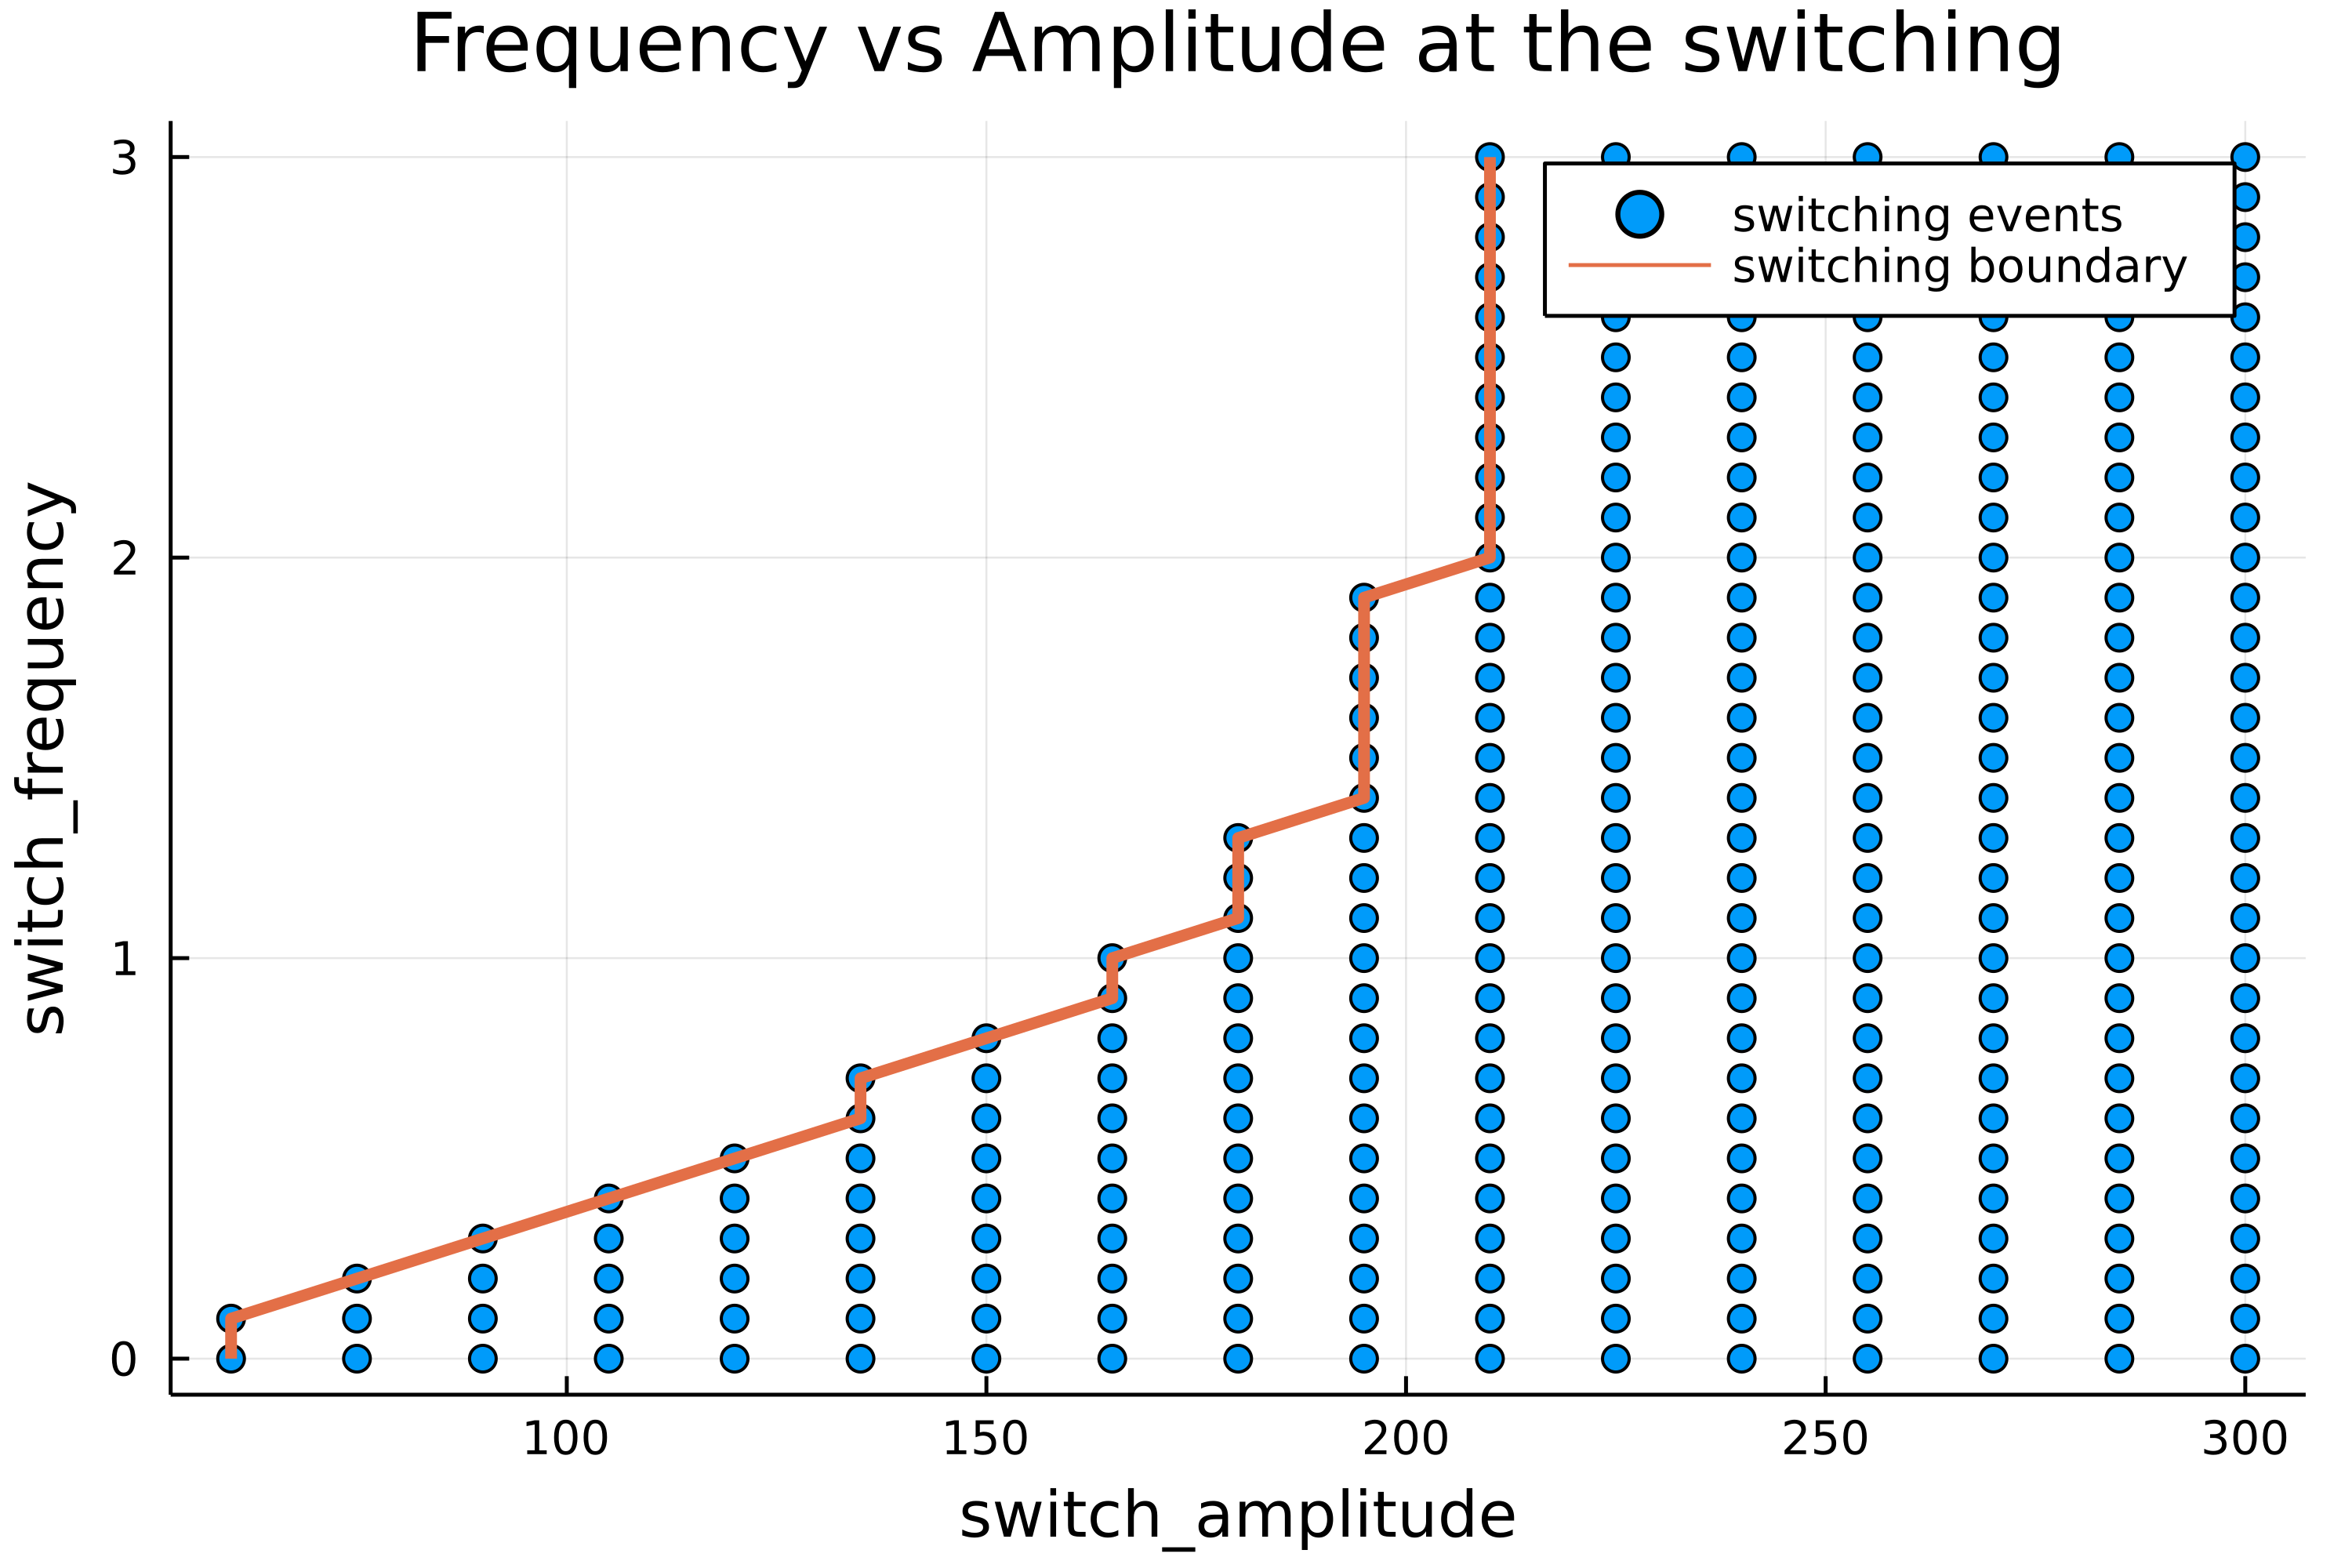 Frequency vs Amplitude at the switching
switching events
switching boundary
switch_frequency
3
2
1
0
100 150 200 250 300
switch_amplitude